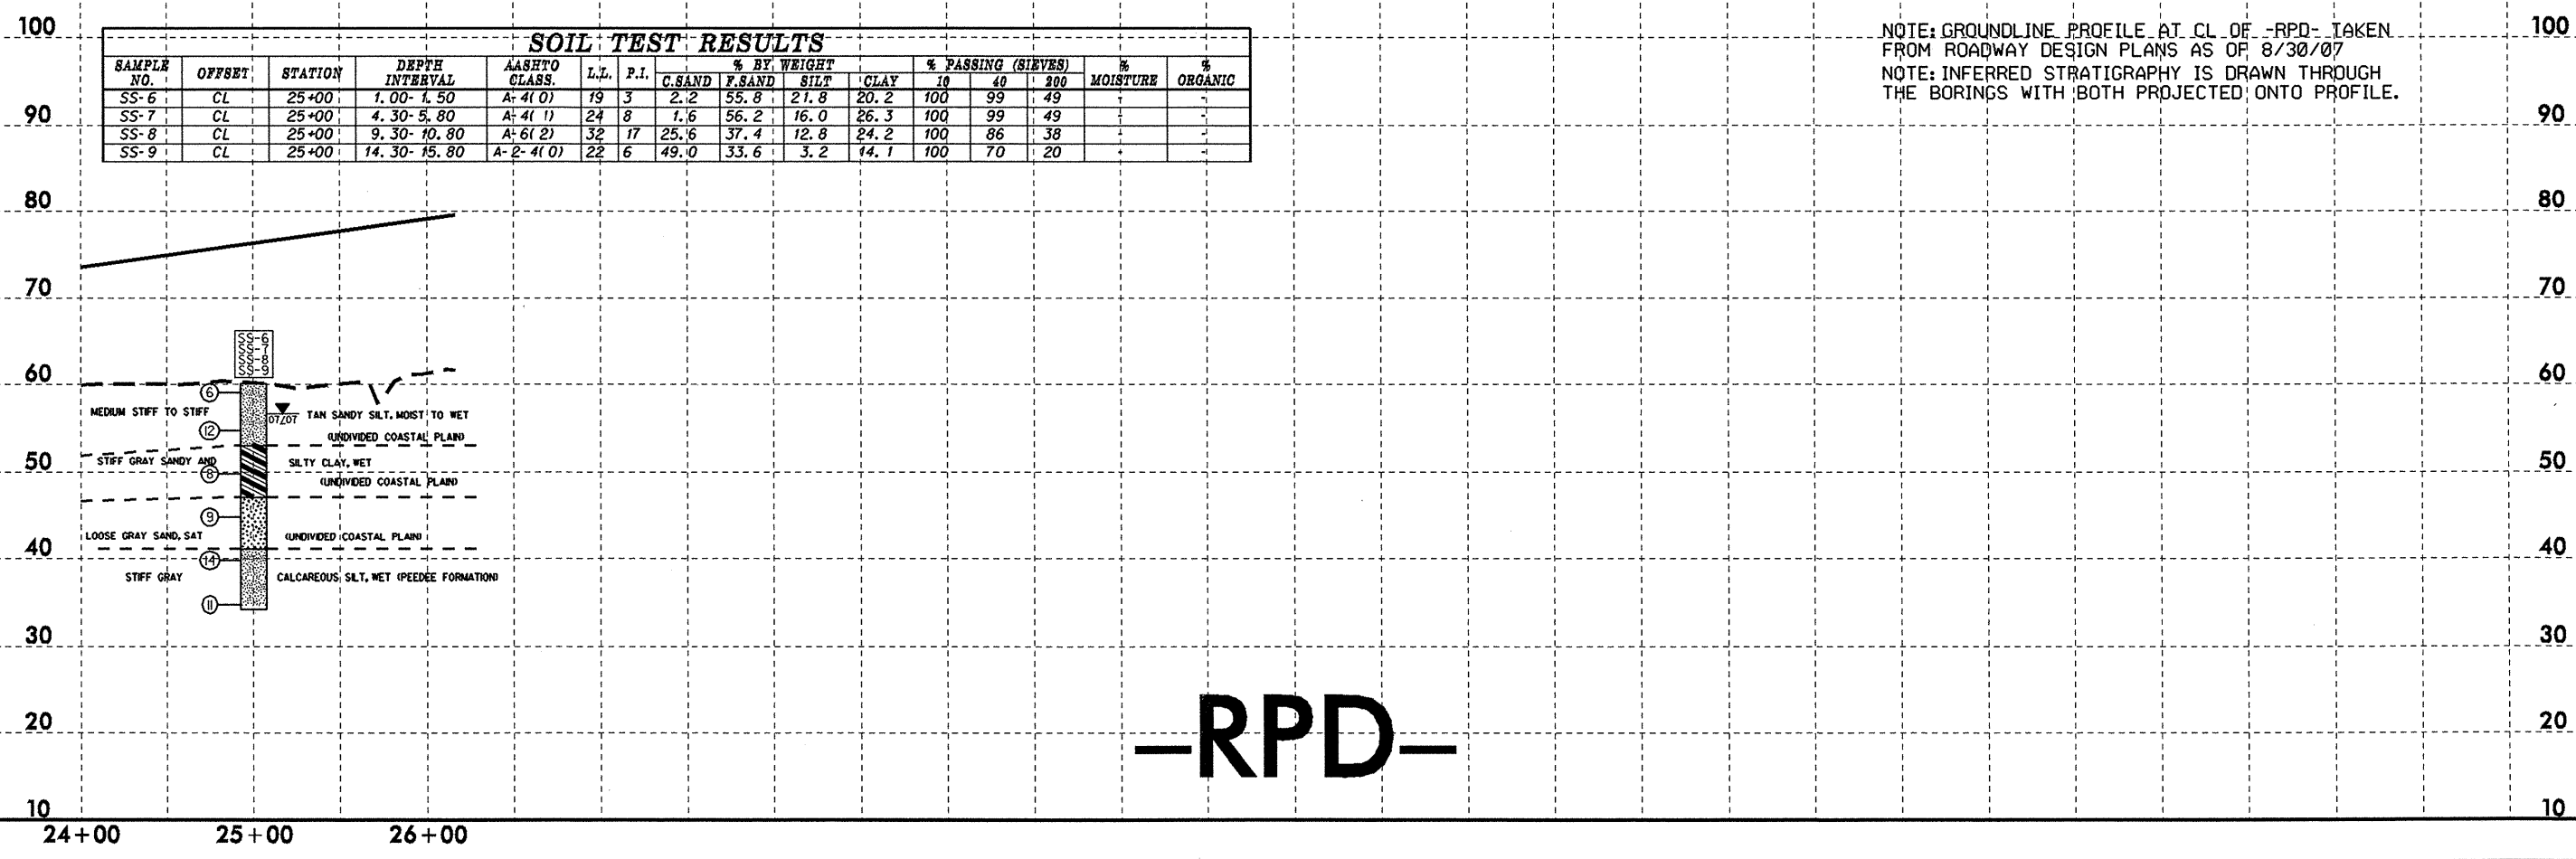 100
100
NOTE: GROUNDLINE PROFILE AT CL OF -RPD- TAKEN
FROM ROADWAY DESIGN PLANS AS OF 8/30/07
NOTE: INFERRED STRATIGRAPHY IS DRAWN THROUGH
THE BORINGS WITH BOTH PROJECTED ONTO PROFILE.
SOIL TEST RESULTS
SAMPLE NO. OFFSET STATION DEPTH INTERVAL AASHTO CLASS. L.L. P.I. % BY WEIGHT % PASSING (SIEVES) % MOISTURE % ORGANIC
C.SAND F.SAND SILT CLAY 10 40 200
SS-6 CL 25+00 1.00-1.50 A-4(0) 19 3 2.2 55.8 21.8 20.2 100 99 49 - -
SS-7 CL 25+00 4.30-5.80 A-4(1) 24 8 1.6 56.2 16.0 26.3 100 99 49 - -
SS-8 CL 25+00 9.30-10.80 A-6(2) 32 17 25.6 37.4 12.8 24.2 100 86 38 - -
SS-9 CL 25+00 14.30-15.80 A-2-4(0) 22 6 49.0 33.6 3.2 14.1 100 70 20 - -
90
90
80
80
70
70
SS-6
SS-7
SS-8
SS-9
60
60
6
MEDIUM STIFF TO STIFF
07/07
TAN SANDY SILT, MOIST TO WET
12
(UNDIVIDED COASTAL PLAIN)
50
50
STIFF GRAY SANDY AND
SILTY CLAY, WET
8
(UNDIVIDED COASTAL PLAIN)
9
LOOSE GRAY SAND, SAT
(UNDIVIDED COASTAL PLAIN)
40
40
14
STIFF GRAY
CALCAREOUS SILT, WET (PEEDEE FORMATION)
11
30
30
20
20
-RPD-
10
10
24+00
25+00
26+00